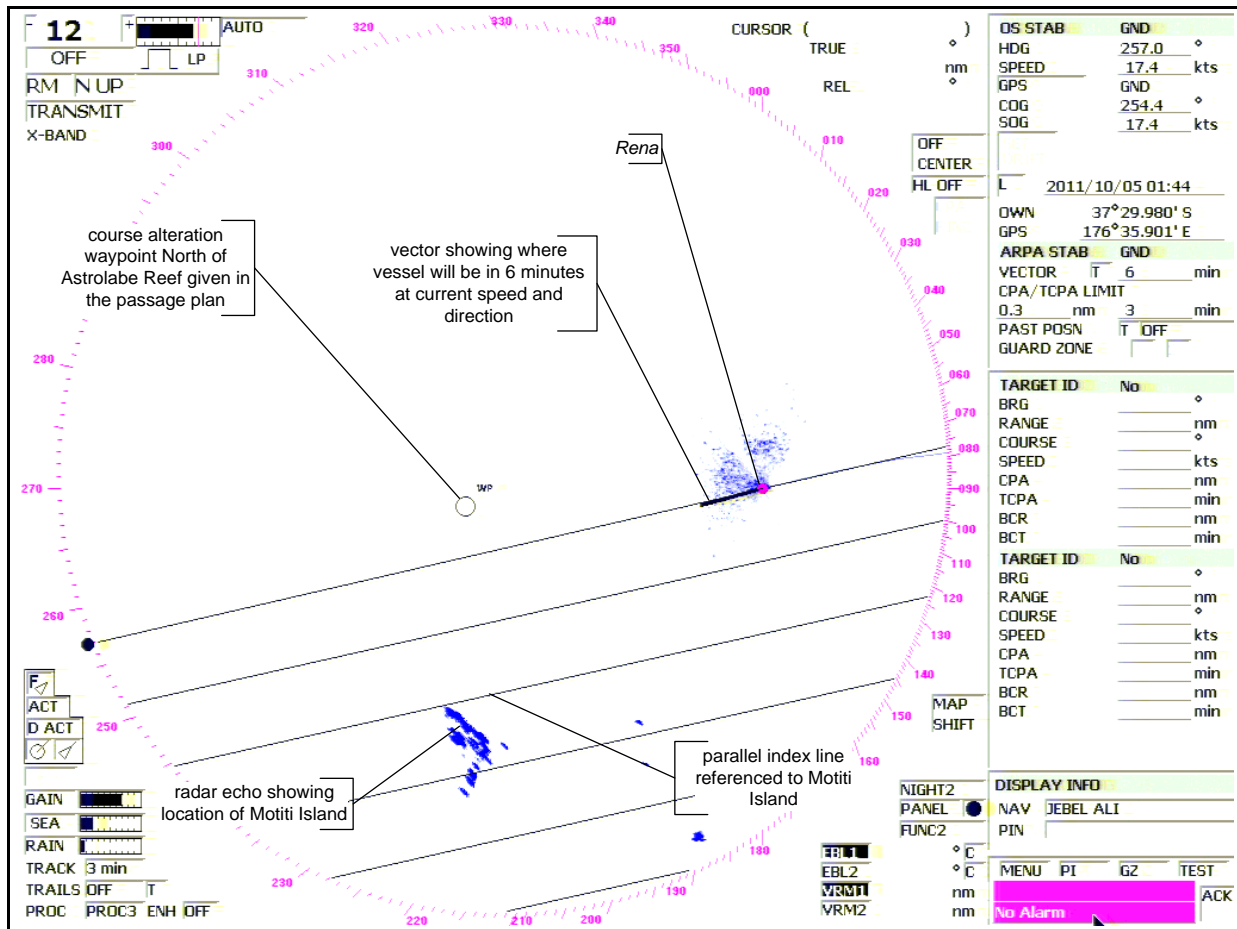 - 12 + AUTO
OFF LP
RM N UP
TRANSMIT
X-BAND
CURSOR ( )
TRUE °
nm
REL °
310
320
330
340
350
000
010
020
030
040
050
060
070
080
090
100
110
120
130
140
150
160
180
190
200
210
220
230
250
260
270
280
300
Rena
course alteration
waypoint North of
Astrolabe Reef given in
the passage plan
vector showing where
vessel will be in 6 minutes
at current speed and
direction
WP
radar echo showing
location of Motiti Island
parallel index line
referenced to Motiti
Island
OFF
CENTER
HL OFF
OS STAB GND
HDG 257.0 °
SPEED 17.4 kts
GPS GND
COG 254.4 °
SOG 17.4 kts
L 2011/10/05 01:44
OWN 37°29.980' S
GPS 176°35.901' E
ARPA STAB GND
VECTOR T 6 min
CPA/TCPA LIMIT
0.3 nm 3 min
PAST POSN T OFF
GUARD ZONE
TARGET ID No
BRG °
RANGE nm
COURSE °
SPEED kts
CPA nm
TCPA min
BCR nm
BCT min
TARGET ID No
BRG °
RANGE nm
COURSE °
SPEED kts
CPA nm
TCPA min
BCR nm
BCT min
MAP
SHIFT
F
ACT
D ACT
GAIN
SEA
RAIN
TRACK 3 min
TRAILS OFF T
PROC PROC3 ENH OFF
NIGHT2
PANEL
FUNC2
EBL1 ° C
EBL2 ° C
VRM1 nm
VRM2 nm
DISPLAY INFO
NAV JEBEL ALI
PIN
MENU PI GZ TEST
ACK
No Alarm